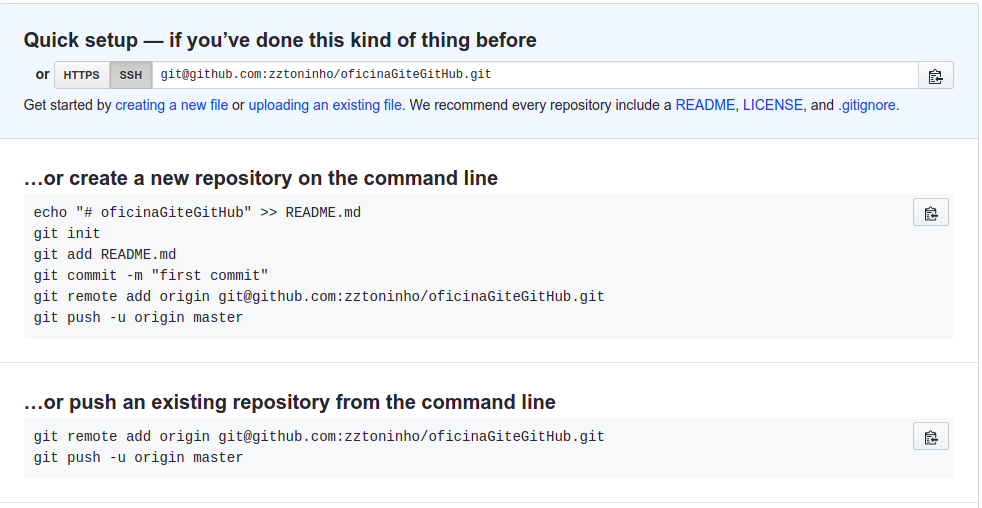 Quick setup — if you’ve done this kind of thing before
or HTTPS SSH git@github.com:zztoninho/oficinaGiteGitHub.git
Get started by creating a new file or uploading an existing file. We recommend every repository include a README, LICENSE, and .gitignore.
…or create a new repository on the command line
echo "# oficinaGiteGitHub" >> README.md
git init
git add README.md
git commit -m "first commit"
git remote add origin git@github.com:zztoninho/oficinaGiteGitHub.git
git push -u origin master
…or push an existing repository from the command line
git remote add origin git@github.com:zztoninho/oficinaGiteGitHub.git
git push -u origin master